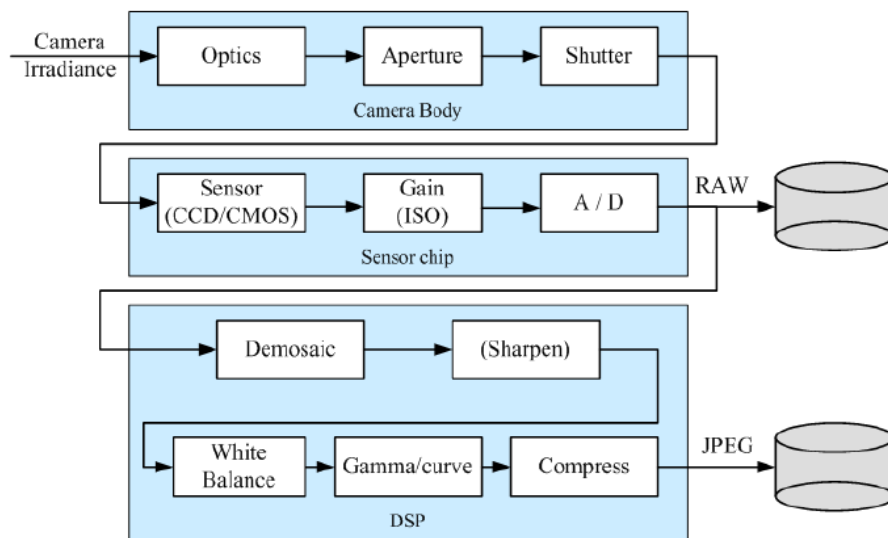 Camera
Irradiance
Optics
Aperture
Shutter
Camera Body
Sensor
(CCD/CMOS)
Gain
(ISO)
A / D
RAW
Sensor chip
Demosaic
(Sharpen)
White
Balance
Gamma/curve
Compress
JPEG
DSP